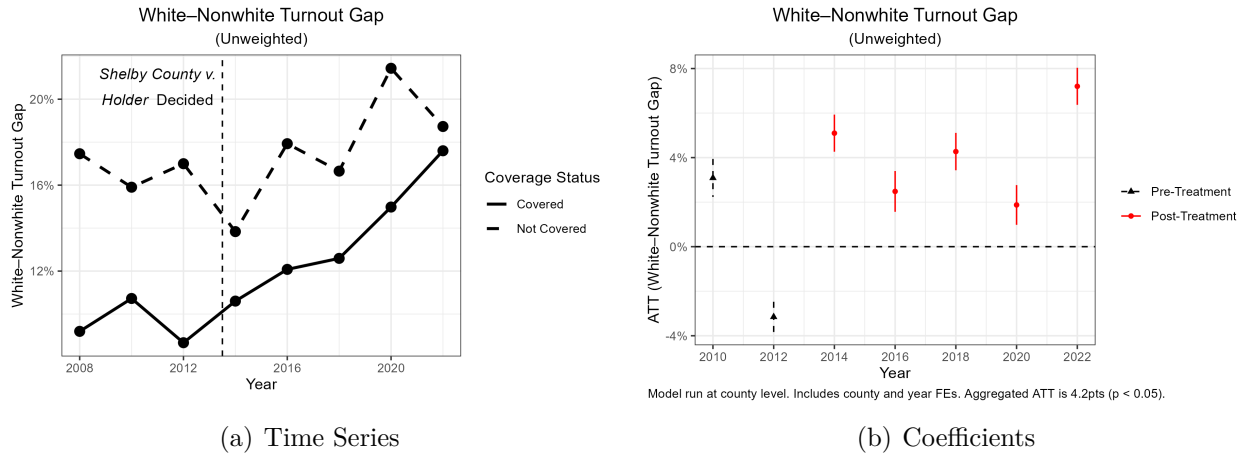 White–Nonwhite Turnout Gap
(Unweighted)
Shelby County v.
Holder Decided
20%
16%
12%
White–Nonwhite Turnout Gap
2008
2012
2016
2020
Year
Coverage Status
Covered
Not Covered
(a) Time Series
White–Nonwhite Turnout Gap
(Unweighted)
8%
4%
0%
-4%
ATT (White–Nonwhite Turnout Gap)
2010
2012
2014
2016
2018
2020
2022
Year
Pre-Treatment
Post-Treatment
Model run at county level. Includes county and year FEs. Aggregated ATT is 4.2pts (p < 0.05).
(b) Coefficients